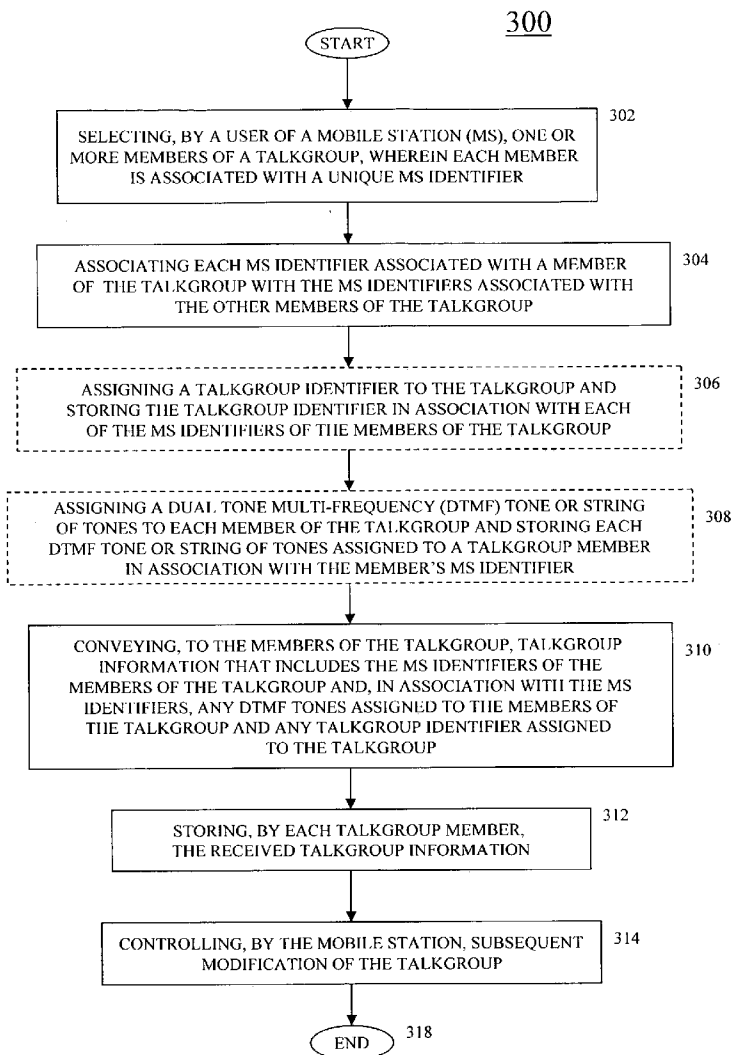 300
START
302
SELECTING, BY A USER OF A MOBILE STATION (MS), ONE OR
MORE MEMBERS OF A TALKGROUP, WHEREIN EACH MEMBER
IS ASSOCIATED WITH A UNIQUE MS IDENTIFIER
304
ASSOCIATING EACH MS IDENTIFIER ASSOCIATED WITH A MEMBER
OF THE TALKGROUP WITH THE MS IDENTIFIERS ASSOCIATED WITH
THE OTHER MEMBERS OF THE TALKGROUP
306
ASSIGNING A TALKGROUP IDENTIFIER TO THE TALKGROUP AND
STORING THE TALKGROUP IDENTIFIER IN ASSOCIATION WITH EACH
OF THE MS IDENTIFIERS OF THE MEMBERS OF THE TALKGROUP
308
ASSIGNING A DUAL TONE MULTI-FREQUENCY (DTMF) TONE OR STRING
OF TONES TO EACH MEMBER OF THE TALKGROUP AND STORING EACH
DTMF TONE OR STRING OF TONES ASSIGNED TO A TALKGROUP MEMBER
IN ASSOCIATION WITH THE MEMBER'S MS IDENTIFIER
310
CONVEYING, TO THE MEMBERS OF THE TALKGROUP, TALKGROUP
INFORMATION THAT INCLUDES THE MS IDENTIFIERS OF THE
MEMBERS OF THE TALKGROUP AND, IN ASSOCIATION WITH THE MS
IDENTIFIERS, ANY DTMF TONES ASSIGNED TO THE MEMBERS OF
THE TALKGROUP AND ANY TALKGROUP IDENTIFIER ASSIGNED
TO THE TALKGROUP
312
STORING, BY EACH TALKGROUP MEMBER,
THE RECEIVED TALKGROUP INFORMATION
314
CONTROLLING, BY THE MOBILE STATION, SUBSEQUENT
MODIFICATION OF THE TALKGROUP
END 318